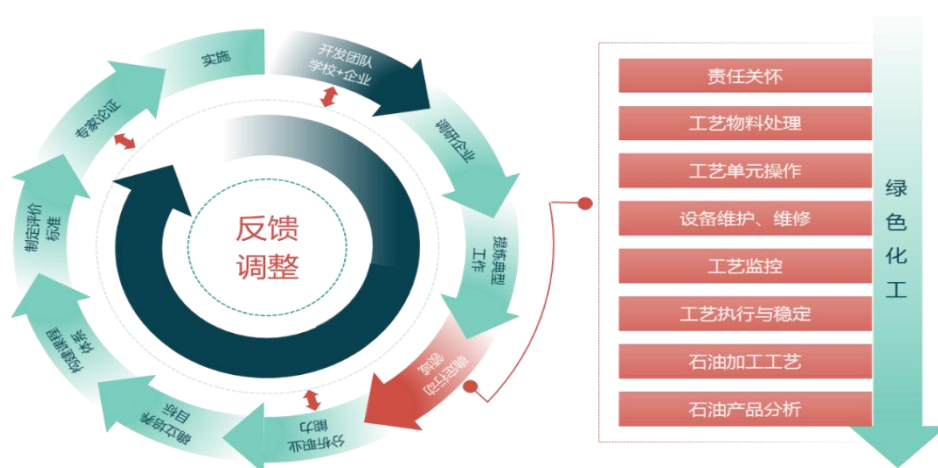 开发团队
学校+企业
调研企业
提炼典型
工作
确定行动
领域
分析职业
能力
确立培养
目标
构建课程
体系
制定评价
标准
专家论证
实施
反馈
调整
责任关怀
工艺物料处理
工艺单元操作
设备维护、维修
工艺监控
工艺执行与稳定
石油加工工艺
石油产品分析
绿
色
化
工